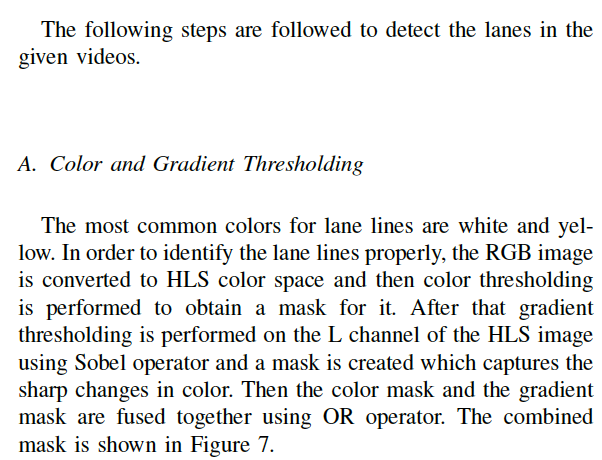 The following steps are followed to detect the lanes in the
given videos.
A. Color and Gradient Thresholding
The most common colors for lane lines are white and yel-
low. In order to identify the lane lines properly, the RGB image
is converted to HLS color space and then color thresholding
is performed to obtain a mask for it. After that gradient
thresholding is performed on the L channel of the HLS image
using Sobel operator and a mask is created which captures the
sharp changes in color. Then the color mask and the gradient
mask are fused together using OR operator. The combined
mask is shown in Figure 7.